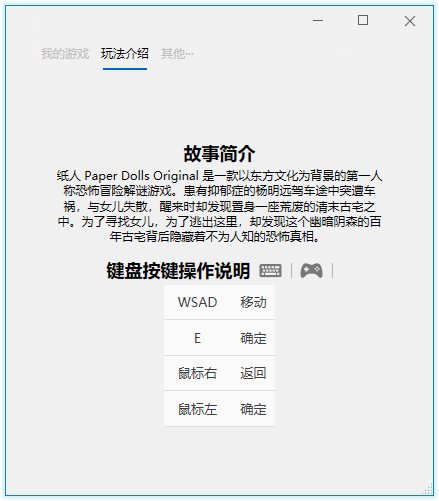 我的游戏 玩法介绍 其他...
故事简介
纸人 Paper Dolls Original 是一款以东方文化为背景的第一人
称恐怖冒险解谜游戏。患有抑郁症的杨明远驾车途中突遭车
祸，与女儿失散，醒来时却发现置身一座荒废的清末古宅之
中。为了寻找女儿，为了逃出这里，却发现这个幽暗阴森的百
年古宅背后隐藏着不为人知的恐怖真相。
键盘按键操作说明
WSAD 移动
E 确定
鼠标右 返回
鼠标左 确定